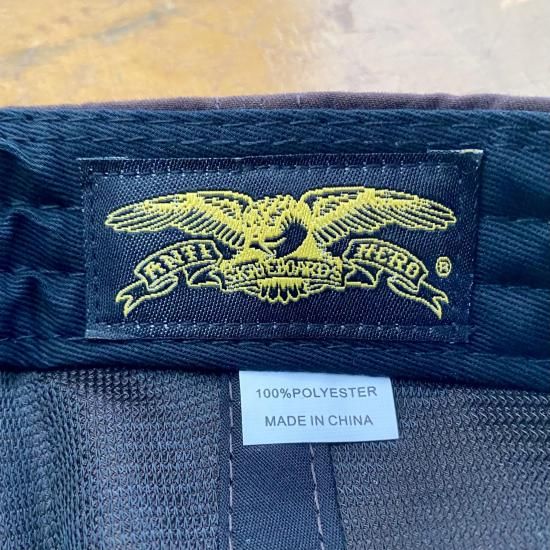 ANTI HERO
SKATEBOARDS
®
100%POLYESTER
MADE IN CHINA